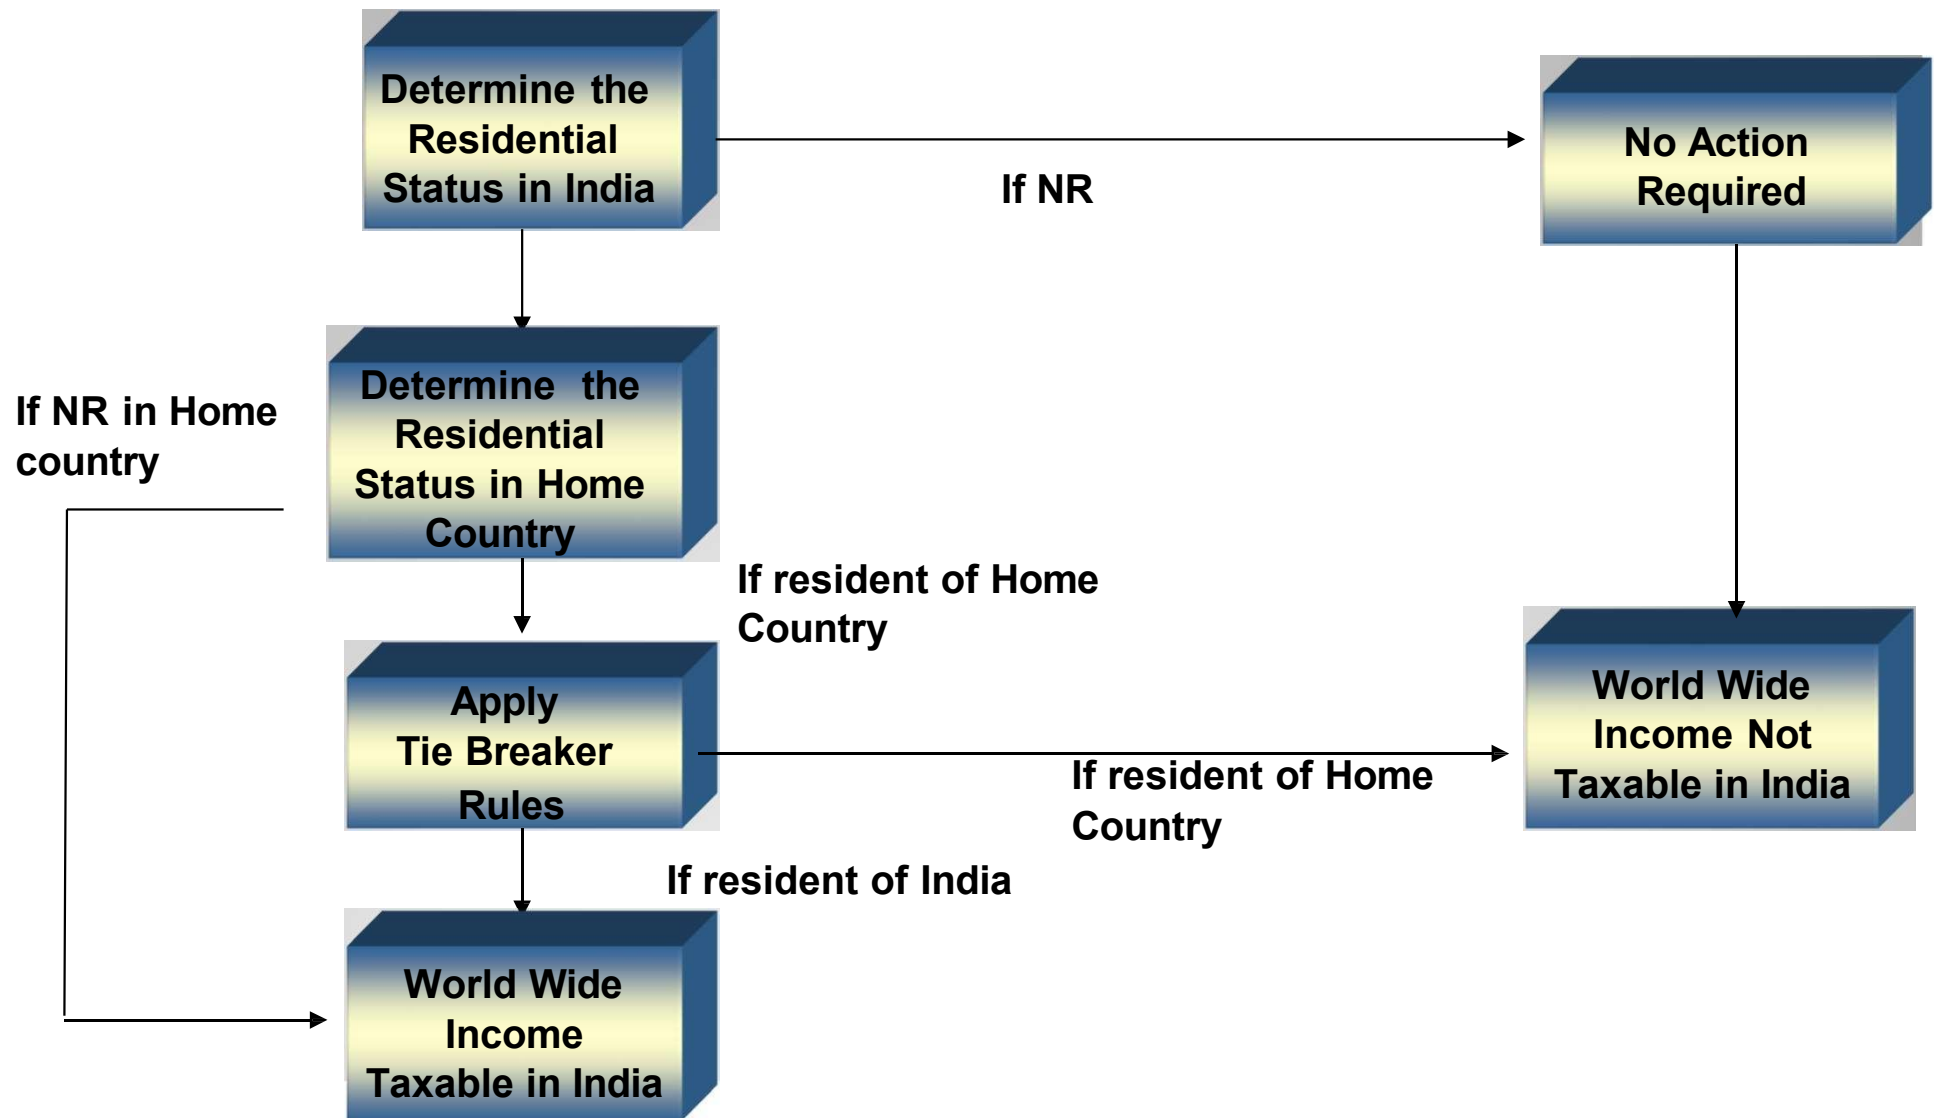 Determine the
Residential
Status in India
If NR
No Action
Required
If NR in Home
country
Determine the
Residential
Status in Home
Country
If resident of Home
Country
Apply
Tie Breaker
Rules
If resident of Home
Country
World Wide
Income Not
Taxable in India
If resident of India
World Wide
Income
Taxable in India